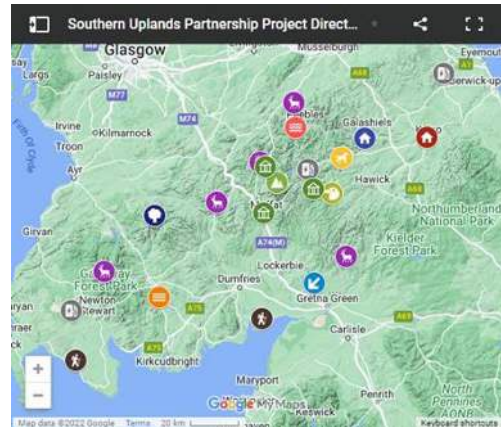 Southern Uplands Partnership Project Direct...
Musselburgh
Glasgow
Largs
Paisley
A68
A1
Berwick-up
M77
M74
Irvine
Kilmarnock
Troon
Firth Of Clyde
Ayr
Peebles
Galashiels
Hawick
Moffat
A68
Girvan
Northumberland
National Park
A74(M)
Kielder
Forest Park
Lockerbie
Forest Park
Newton
Stewart
Dumfries
Gretna Green
A75
A69
Carlisle
A75
Kirkcudbright
Maryport
Penrith
North
Pennines
AONB
Google My Maps
Keswick
+
−
Map data ©2022 Google
Terms
20 km
Keyboard shortcuts